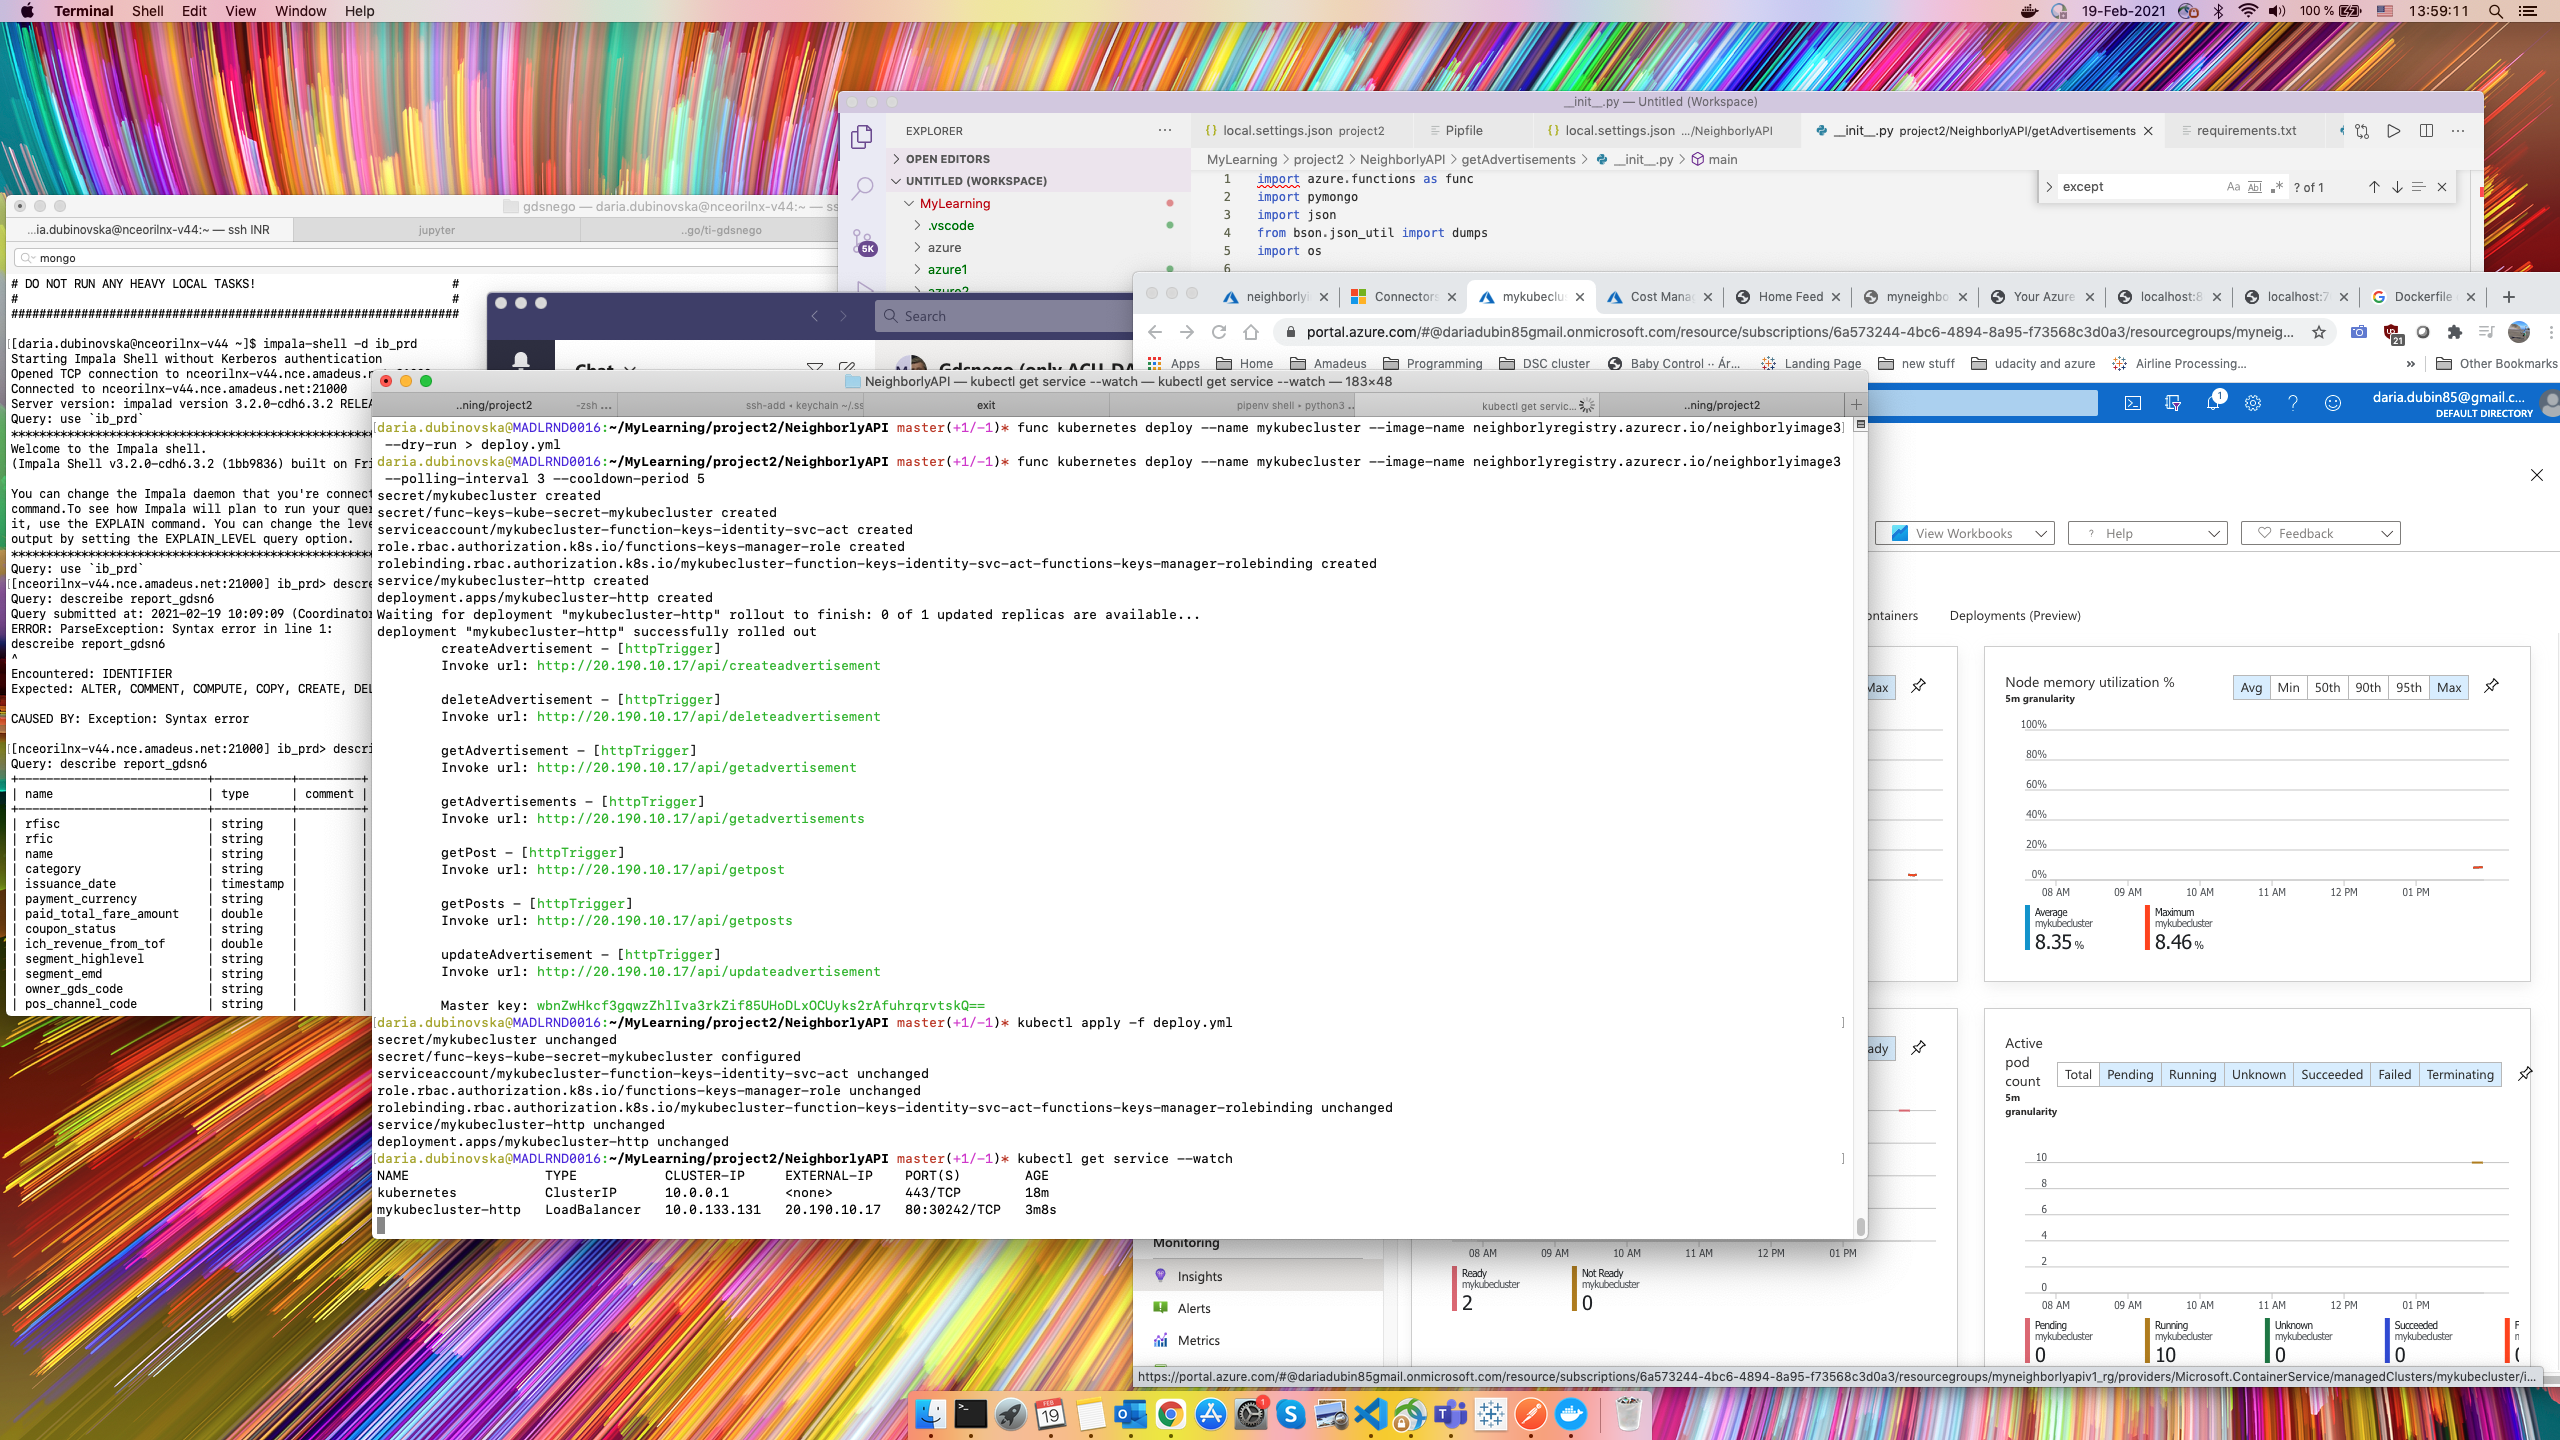 Terminal Shell Edit View Window Help
19-Feb-2021 100 % 13:59:11
__init__.py — Untitled (Workspace)
EXPLORER
OPEN EDITORS
UNTITLED (WORKSPACE)
MyLearning
.vscode
azure
azure1
azure2
5K
local.settings.json project2
Pipfile
local.settings.json .../NeighborlyAPI
__init__.py project2/NeighborlyAPI/getAdvertisements
requirements.txt
MyLearning > project2 > NeighborlyAPI > getAdvertisements > __init__.py > main
1 import azure.functions as func
2 import pymongo
3 import json
4 from bson.json_util import dumps
5 import os
6
except
? of 1
gdsnego — daria.dubinovska@nceorilnx-v44:~ — ss
...ia.dubinovska@nceorilnx-v44:~ — ssh INR
jupyter
..go/ti-gdsnego
mongo
# DO NOT RUN ANY HEAVY LOCAL TASKS! #
# #
################################################################
[daria.dubinovska@nceorilnx-v44 ~]$ impala-shell -d ib_prd
Starting Impala Shell without Kerberos authentication
Opened TCP connection to nceorilnx-v44.nce.amadeus.n
Connected to nceorilnx-v44.nce.amadeus.net:21000
Server version: impalad version 3.2.0-cdh6.3.2 RELEA
Query: use `ib_prd`
Welcome to the Impala shell.
(Impala Shell v3.2.0-cdh6.3.2 (1bb9836) built on Fri
You can change the Impala daemon that you're connect
command.To see how Impala will plan to run your quer
it, use the EXPLAIN command. You can change the leve
output by setting the EXPLAIN_LEVEL query option.
Query: use `ib_prd`
[nceorilnx-v44.nce.amadeus.net:21000] ib_prd> descre
Query: descreibe report_gdsn6
Query submitted at: 2021-02-19 10:09:09 (Coordinator
ERROR: ParseException: Syntax error in line 1:
descreibe report_gdsn6
^
Encountered: IDENTIFIER
Expected: ALTER, COMMENT, COMPUTE, COPY, CREATE, DEL
CAUSED BY: Exception: Syntax error
[nceorilnx-v44.nce.amadeus.net:21000] ib_prd> descri
Query: describe report_gdsn6
| name | type | comment |
| rfisc | string | |
| rfic | string | |
| name | string | |
| category | string | |
| issuance_date | timestamp | |
| payment_currency | string | |
| paid_total_fare_amount | double | |
| coupon_status | string | |
| ich_revenue_from_tof | double | |
| segment_highlevel | string | |
| segment_emd | string | |
| owner_gds_code | string | |
| pos_channel_code | string | |
Search
Chat
Gdsnego (only ACU-DA
neighborlyi
Connectors
mykubeclus
Cost Mana
Home Feed
myneighbo
Your Azure
localhost:8
localhost:7
Dockerfile
portal.azure.com/#@dariadubin85gmail.onmicrosoft.com/resource/subscriptions/6a573244-4bc6-4894-8a95-f73568c3d0a3/resourcegroups/myneig...
21
Apps Home Amadeus Programming DSC cluster Baby Control ·· Ár... Landing Page new stuff udacity and azure Airline Processing... » Other Bookmarks
1
daria.dubin85@gmail.c...
DEFAULT DIRECTORY
View Workbooks
? Help
Feedback
ontainers
Deployments (Preview)
NeighborlyAPI — kubectl get service --watch — kubectl get service --watch — 183×48
..ning/project2 -zsh ...
ssh-add • keychain ~/.ss
exit
pipenv shell • python3 ..
kubectl get servic...
..ning/project2
daria.dubinovska@MADLRND0016:~/MyLearning/project2/NeighborlyAPI master(+1/-1)* func kubernetes deploy --name mykubecluster --image-name neighborlyregistry.azurecr.io/neighborlyimage3
--dry-run > deploy.yml
daria.dubinovska@MADLRND0016:~/MyLearning/project2/NeighborlyAPI master(+1/-1)* func kubernetes deploy --name mykubecluster --image-name neighborlyregistry.azurecr.io/neighborlyimage3
--polling-interval 3 --cooldown-period 5
secret/mykubecluster created
secret/func-keys-kube-secret-mykubecluster created
serviceaccount/mykubecluster-function-keys-identity-svc-act created
role.rbac.authorization.k8s.io/functions-keys-manager-role created
rolebinding.rbac.authorization.k8s.io/mykubecluster-function-keys-identity-svc-act-functions-keys-manager-rolebinding created
service/mykubecluster-http created
deployment.apps/mykubecluster-http created
Waiting for deployment "mykubecluster-http" rollout to finish: 0 of 1 updated replicas are available...
deployment "mykubecluster-http" successfully rolled out
createAdvertisement - [httpTrigger]
Invoke url: http://20.190.10.17/api/createadvertisement
deleteAdvertisement - [httpTrigger]
Invoke url: http://20.190.10.17/api/deleteadvertisement
getAdvertisement - [httpTrigger]
Invoke url: http://20.190.10.17/api/getadvertisement
getAdvertisements - [httpTrigger]
Invoke url: http://20.190.10.17/api/getadvertisements
getPost - [httpTrigger]
Invoke url: http://20.190.10.17/api/getpost
getPosts - [httpTrigger]
Invoke url: http://20.190.10.17/api/getposts
updateAdvertisement - [httpTrigger]
Invoke url: http://20.190.10.17/api/updateadvertisement
Master key: wbnZwHkcf3gqwzZhlIva3rkZif85UHoDLxOCUyks2rAfuhrqrvtskQ==
daria.dubinovska@MADLRND0016:~/MyLearning/project2/NeighborlyAPI master(+1/-1)* kubectl apply -f deploy.yml
secret/mykubecluster unchanged
secret/func-keys-kube-secret-mykubecluster configured
serviceaccount/mykubecluster-function-keys-identity-svc-act unchanged
role.rbac.authorization.k8s.io/functions-keys-manager-role unchanged
rolebinding.rbac.authorization.k8s.io/mykubecluster-function-keys-identity-svc-act-functions-keys-manager-rolebinding unchanged
service/mykubecluster-http unchanged
deployment.apps/mykubecluster-http unchanged
daria.dubinovska@MADLRND0016:~/MyLearning/project2/NeighborlyAPI master(+1/-1)* kubectl get service --watch
NAME TYPE CLUSTER-IP EXTERNAL-IP PORT(S) AGE
kubernetes ClusterIP 10.0.0.1 <none> 443/TCP 18m
mykubecluster-http LoadBalancer 10.0.133.131 20.190.10.17 80:30242/TCP 3m8s
Max
Node memory utilization %
5m granularity
Avg Min 50th 90th 95th Max
100%
80%
60%
40%
20%
0%
08 AM 09 AM 10 AM 11 AM 12 PM 01 PM
Average
mykubecluster
8.35 %
Maximum
mykubecluster
8.46 %
ady
Active
pod
count
5m
granularity
Total Pending Running Unknown Succeeded Failed Terminating
10
8
6
4
2
0
08 AM 09 AM 10 AM 11 AM 12 PM 01 PM
Pending
mykubecluster
0
Running
mykubecluster
10
Unknown
mykubecluster
0
Succeeded
mykubecluster
0
08 AM 09 AM 10 AM 11 AM 12 PM 01 PM
Ready
mykubecluster
2
Not Ready
mykubecluster
0
Monitoring
Insights
Alerts
Metrics
https://portal.azure.com/#@dariadubin85gmail.onmicrosoft.com/resource/subscriptions/6a573244-4bc6-4894-8a95-f73568c3d0a3/resourcegroups/myneighborlyapiv1_rg/providers/Microsoft.ContainerService/managedClusters/mykubecluster/i...
FEB
19
1